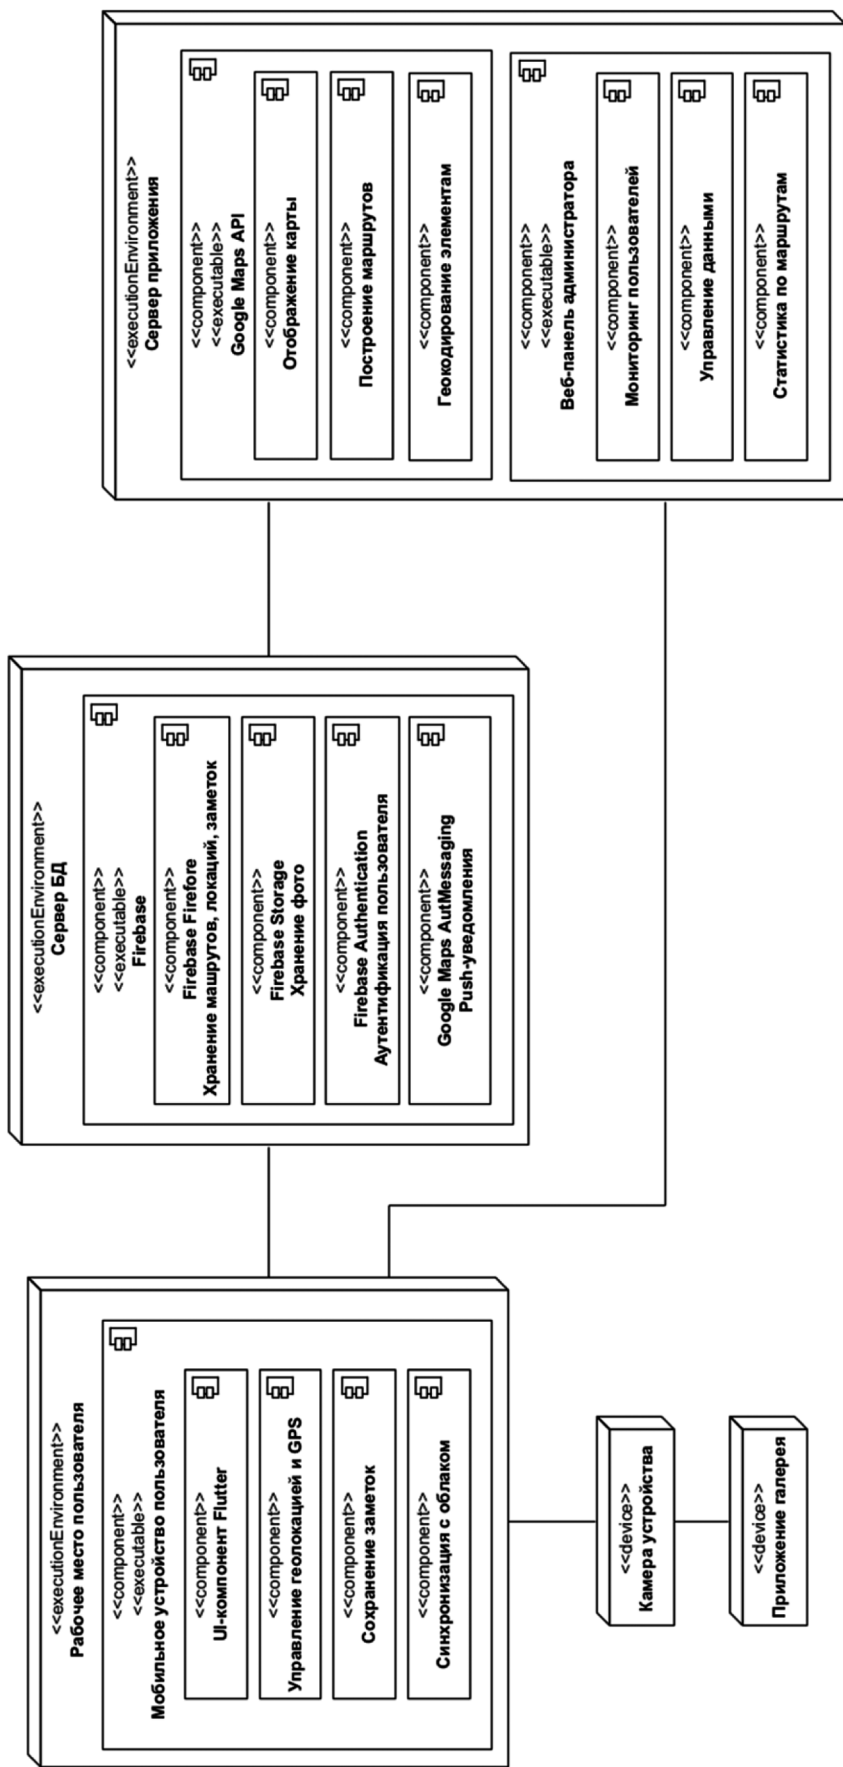 <<executionEnvironment>>
Рабочее место пользователя
<<component>>
<<executable>>
Мобильное устройство пользователя
<<component>>
UI-компонент Flutter
<<component>>
Управление геолокацией и GPS
<<component>>
Сохранение заметок
<<component>>
Синхронизация с облаком
<<device>>
Камера устройства
<<device>>
Приложение галерея
<<executionEnvironment>>
Сервер БД
<<component>>
<<executable>>
Firebase
<<component>>
Firebase Firefore
Хранение машрутов, локаций, заметок
<<component>>
Firebase Storage
Хранение фото
<<component>>
Firebase Authentication
Аутентификация пользователя
<<component>>
Google Maps AutMessaging
Push-уведомления
<<executionEnvironment>>
Сервер приложения
<<component>>
<<executable>>
Google Maps API
<<component>>
Отображение карты
<<component>>
Построение маршрутов
<<component>>
Геокодирование элементам
<<component>>
<<executable>>
Веб-панель администратора
<<component>>
Мониторинг пользователей
<<component>>
Управление данными
<<component>>
Статистика по маршрутам